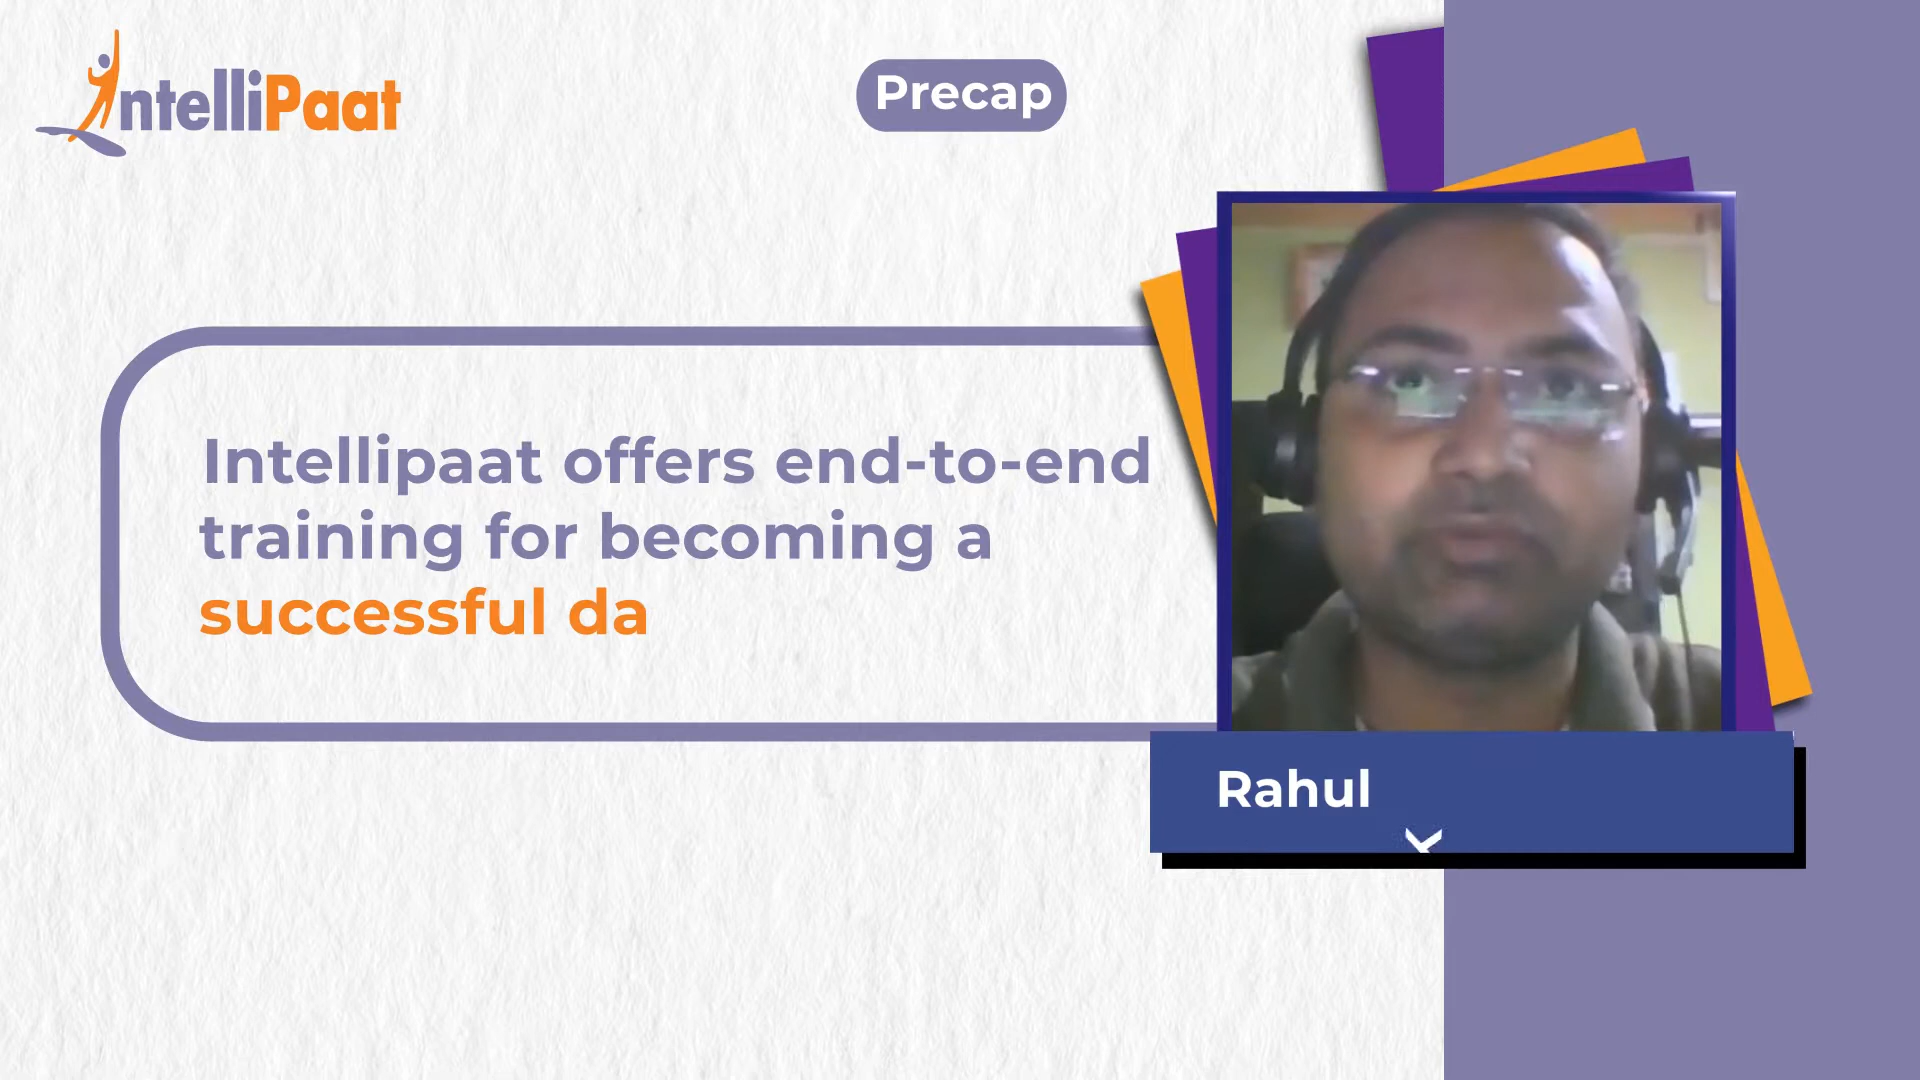 IntelliPaat
Precap
Intellipaat offers end-to-end
training for becoming a
successful da
Rahul